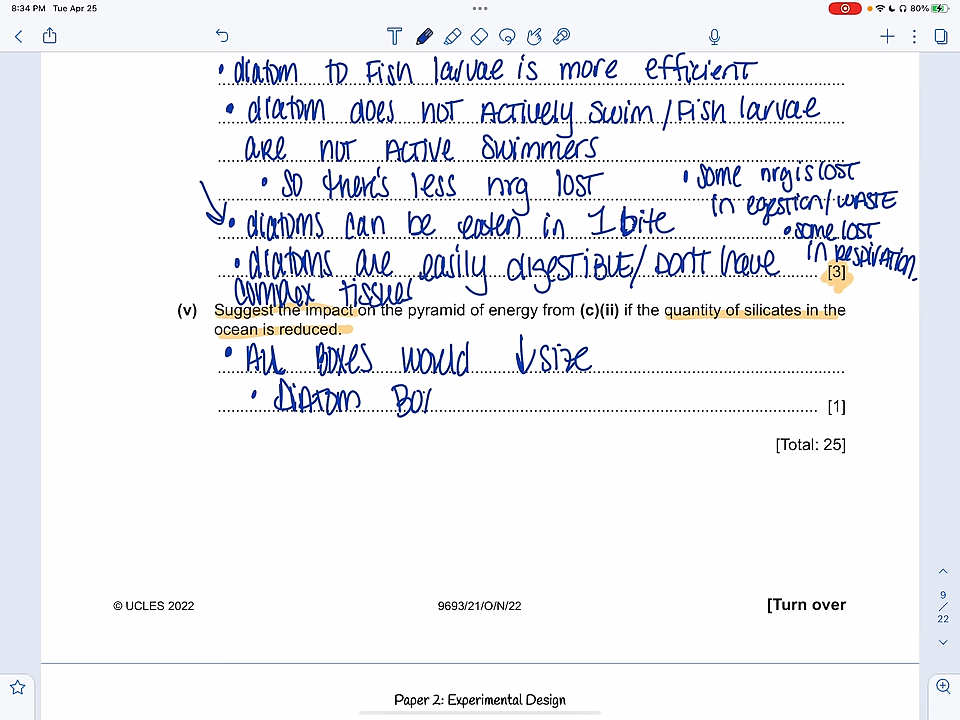 8:34 PM Tue Apr 25
80%
• diatom to Fish larvae is more efficient
• diatom does not actively swim / Fish larvae
are not active swimmers
• so there's less nrg lost
• some nrg is lost
in egestion/waste
• diatoms can be eaten in 1 bite
• some lost
in respiration
• diatoms are easily digestible/ Don't have
[3]
complex tissues
(v) Suggest the impact on the pyramid of energy from (c)(ii) if the quantity of silicates in the
ocean is reduced.
• All Boxes would ↓ size
• Diatom Box
[1]
[Total: 25]
© UCLES 2022
9693/21/O/N/22
[Turn over
9
/
22
Paper 2: Experimental Design